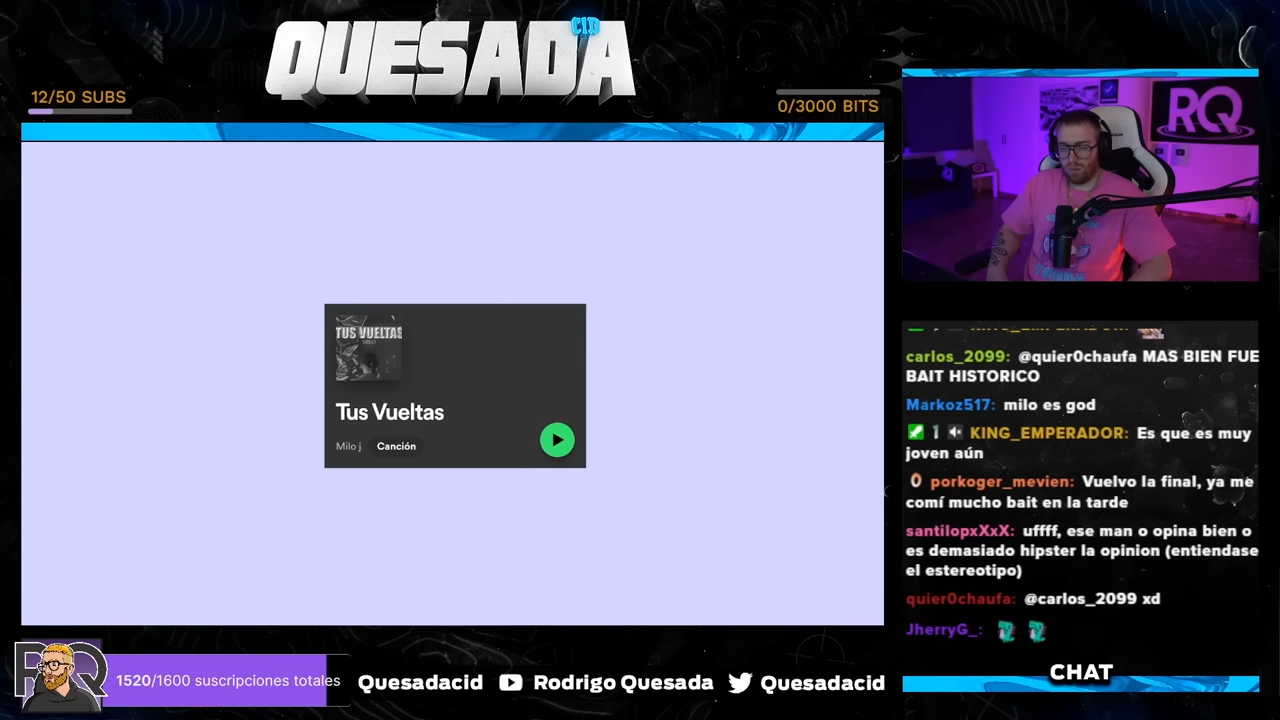 QUESADA
CID
12/50 SUBS
0/3000 BITS
RQ
TUS VUELTAS
MILO
Tus Vueltas
Milo j
Canción
carlos_2099: @quier0chaufa MAS BIEN FUE
BAIT HISTORICO
Markoz517: milo es god
1 KING_EMPERADOR: Es que es muy
joven aún
porkoger_mevien: Vuelvo la final, ya me
comí mucho bait en la tarde
santilopxXxX: uffff, ese man o opina bien o
es demasiado hipster la opinion (entiendase
el estereotipo)
quier0chaufa: @carlos_2099 xd
JherryG_:
CHAT
RQ
1520/1600 suscripciones totales
Quesadacid
Rodrigo Quesada
Quesadacid